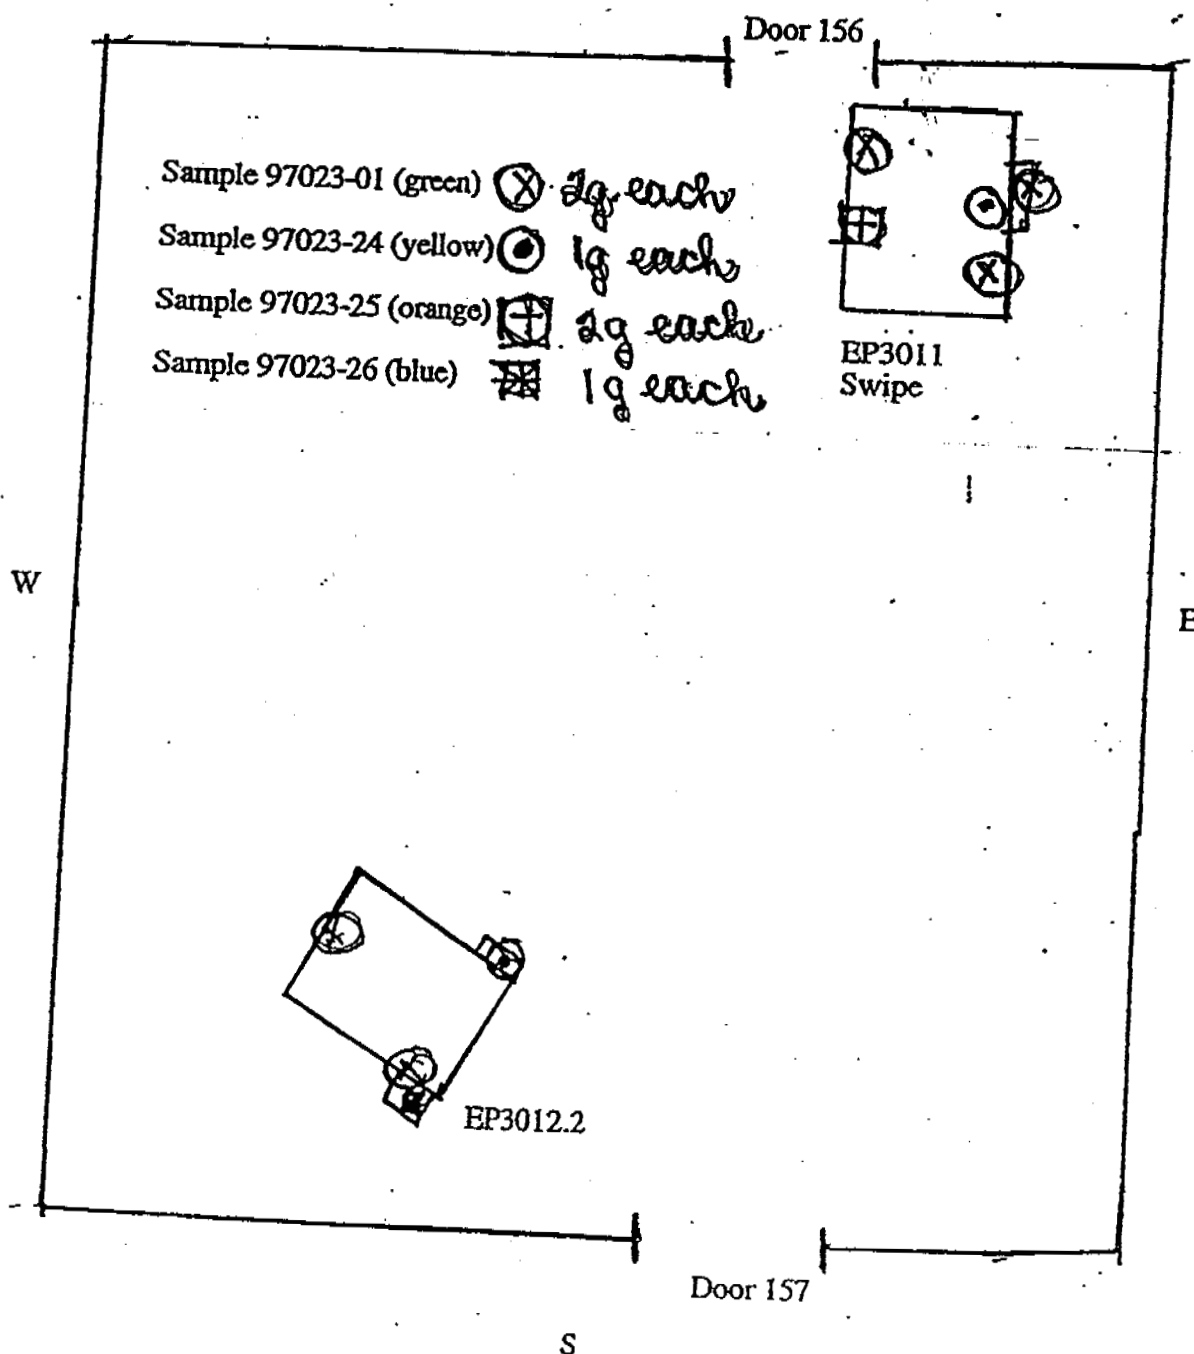 Door 156
Sample 97023-01 (green) 2g each
Sample 97023-24 (yellow) 1g each
Sample 97023-25 (orange) 2g each
Sample 97023-26 (blue) 1g each
EP3011
Swipe
W
E
EP3012.2
Door 157
S